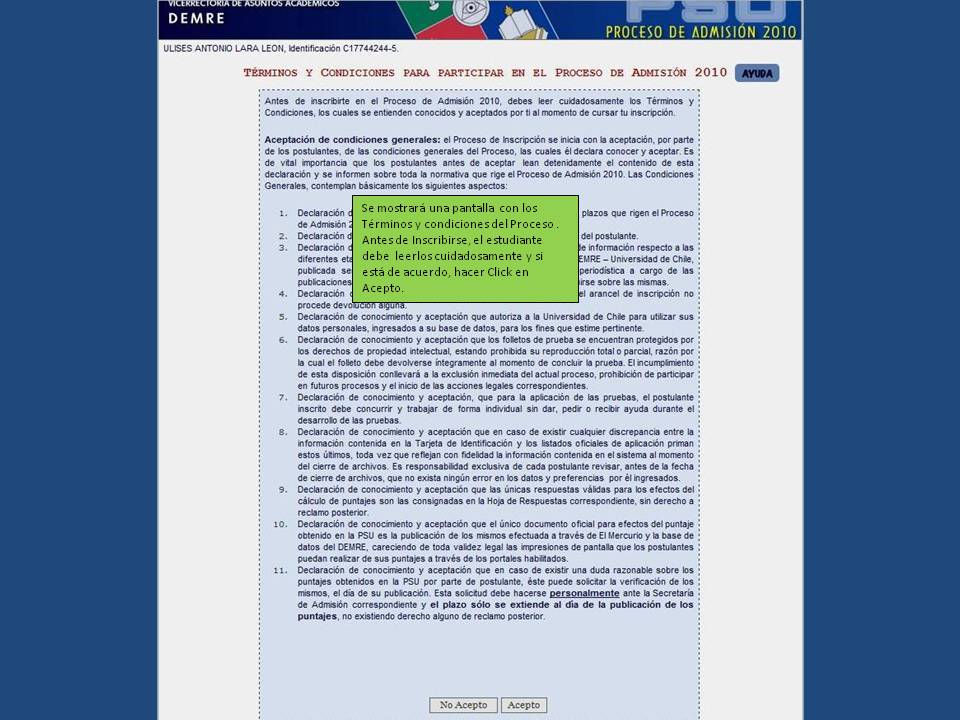 VICERRECTORIA DE ASUNTOS ACADEMICOS
DEMRE
PSU
PROCESO DE ADMISIÓN 2010
ULISES ANTONIO LARA LEON, Identificación C17744244-5.
TÉRMINOS Y CONDICIONES PARA PARTICIPAR EN EL PROCESO DE ADMISIÓN 2010
AYUDA
Antes de inscribirte en el Proceso de Admisión 2010, debes leer cuidadosamente los Términos y
Condiciones, los cuales se entienden conocidos y aceptados por ti al momento de cursar tu inscripción.
Aceptación de condiciones generales: el Proceso de Inscripción se inicia con la aceptación, por parte
de los postulantes, de las condiciones generales del Proceso, las cuales él declara conocer y aceptar. Es
de vital importancia que los postulantes antes de aceptar lean detenidamente el contenido de esta
declaración y se informen sobre toda la normativa que rige el Proceso de Admisión 2010. Las Condiciones
Generales, contemplan básicamente los siguientes aspectos:
Se mostrará una pantalla con los
Términos y condiciones del Proceso .
Antes de Inscribirse, el estudiante
debe leerlos cuidadosamente y si
está de acuerdo, hacer Click en
Acepto.
1. Declaración d plazos que rigen el Proceso
de Admisión 2
2. Declaración d del postulante.
3. Declaración d de información respecto a las
diferentes eta EMRE – Universidad de Chile,
publicada se periodística a cargo de las
publicaciones birse sobre las mismas.
4. Declaración el arancel de inscripción no
procede devolución alguna.
5. Declaración de conocimiento y aceptación que autoriza a la Universidad de Chile para utilizar sus
datos personales, ingresados a su base de datos, para los fines que estime pertinente.
6. Declaración de conocimiento y aceptación que los folletos de prueba se encuentran protegidos por
los derechos de propiedad intelectual, estando prohibida su reproducción total o parcial, razón por
la cual el folleto debe devolverse íntegramente al momento de concluir la prueba. El incumplimiento
de esta disposición conllevará a la exclusión inmediata del actual proceso, prohibición de participar
en futuros procesos y el inicio de las acciones legales correspondientes.
7. Declaración de conocimiento y aceptación, que para la aplicación de las pruebas, el postulante
inscrito debe concurrir y trabajar de forma individual sin dar, pedir o recibir ayuda durante el
desarrollo de las pruebas.
8. Declaración de conocimiento y aceptación que en caso de existir cualquier discrepancia entre la
información contenida en la Tarjeta de Identificación y los listados oficiales de aplicación priman
estos últimos, toda vez que reflejan con fidelidad la información contenida en el sistema al momento
del cierre de archivos. Es responsabilidad exclusiva de cada postulante revisar, antes de la fecha
de cierre de archivos, que no exista ningún error en los datos y preferencias por él ingresados.
9. Declaración de conocimiento y aceptación que las únicas respuestas válidas para los efectos del
cálculo de puntajes son las consignadas en la Hoja de Respuestas correspondiente, sin derecho a
reclamo posterior.
10. Declaración de conocimiento y aceptación que el único documento oficial para efectos del puntaje
obtenido en la PSU es la publicación de los mismos efectuada a través de El Mercurio y la base de
datos del DEMRE, careciendo de toda validez legal las impresiones de pantalla que los postulantes
puedan realizar de sus puntajes a través de los portales habilitados.
11. Declaración de conocimiento y aceptación que en caso de existir una duda razonable sobre los
puntajes obtenidos en la PSU por parte de postulante, éste puede solicitar la verificación de los
mismos, el día de su publicación. Esta solicitud debe hacerse personalmente ante la Secretaría
de Admisión correspondiente y el plazo sólo se extiende al día de la publicación de los
puntajes, no existiendo derecho alguno de reclamo posterior.
No Acepto Acepto